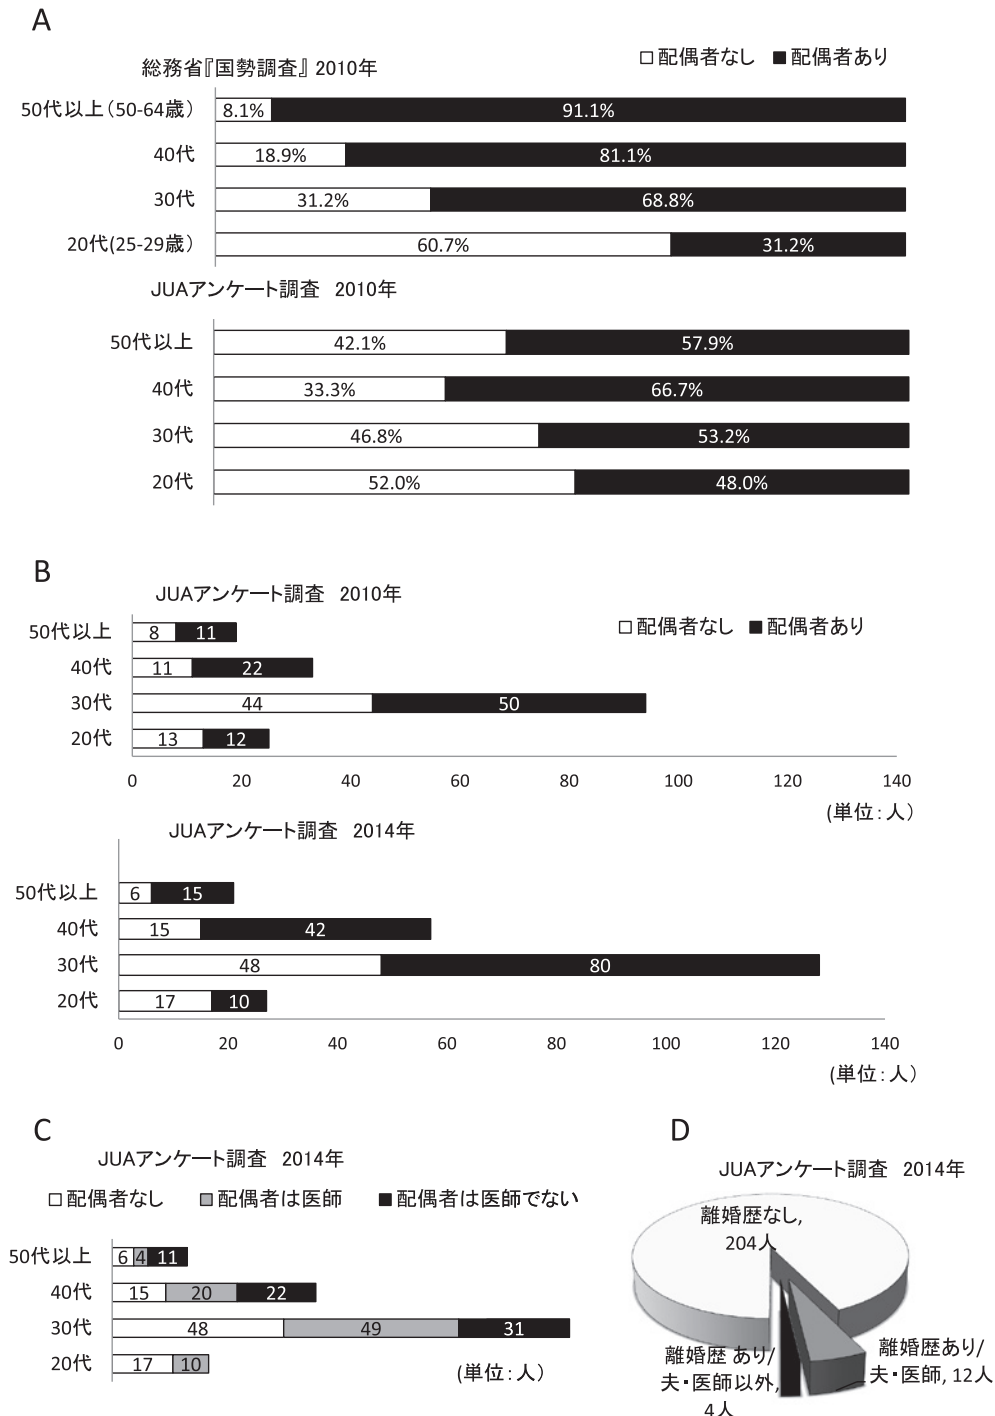 A
総務省『国勢調査』 2010年
□配偶者なし ■配偶者あり
50代以上(50-64歳) 8.1% 91.1%
40代 18.9% 81.1%
30代 31.2% 68.8%
20代(25-29歳) 60.7% 31.2%
JUAアンケート調査 2010年
50代以上 42.1% 57.9%
40代 33.3% 66.7%
30代 46.8% 53.2%
20代 52.0% 48.0%
B
JUAアンケート調査 2010年
□配偶者なし ■配偶者あり
50代以上 8 11
40代 11 22
30代 44 50
20代 13 12
0 20 40 60 80 100 120 140
(単位:人)
JUAアンケート調査 2014年
50代以上 6 15
40代 15 42
30代 48 80
20代 17 10
0 20 40 60 80 100 120 140
(単位:人)
C
JUAアンケート調査 2014年
□配偶者なし ■配偶者は医師 ■配偶者は医師でない
50代以上 6 4 11
40代 15 20 22
30代 48 49 31
20代 17 10
(単位:人)
D
JUAアンケート調査 2014年
離婚歴なし,
204人
離婚歴 あり/
夫・医師以外,
4人
離婚歴あり/
夫・医師, 12人